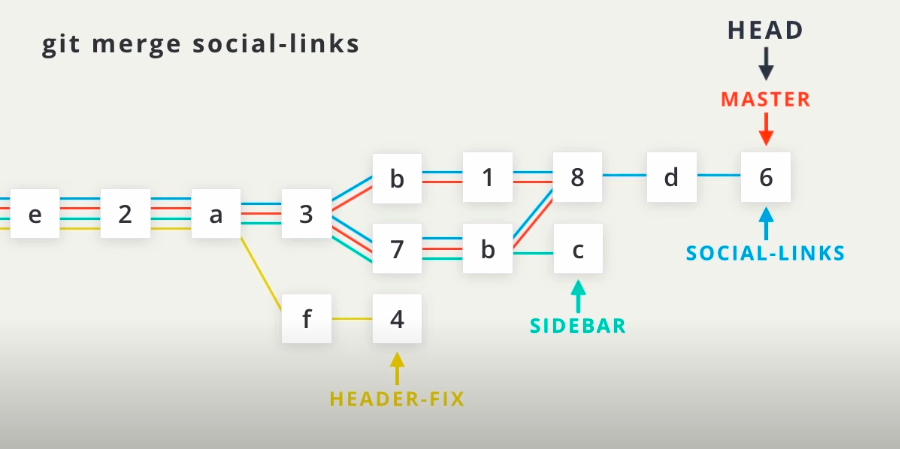 git merge social-links
HEAD
MASTER
b
1
8
d
6
e
2
a
3
7
b
c
SOCIAL-LINKS
f
4
SIDEBAR
HEADER-FIX